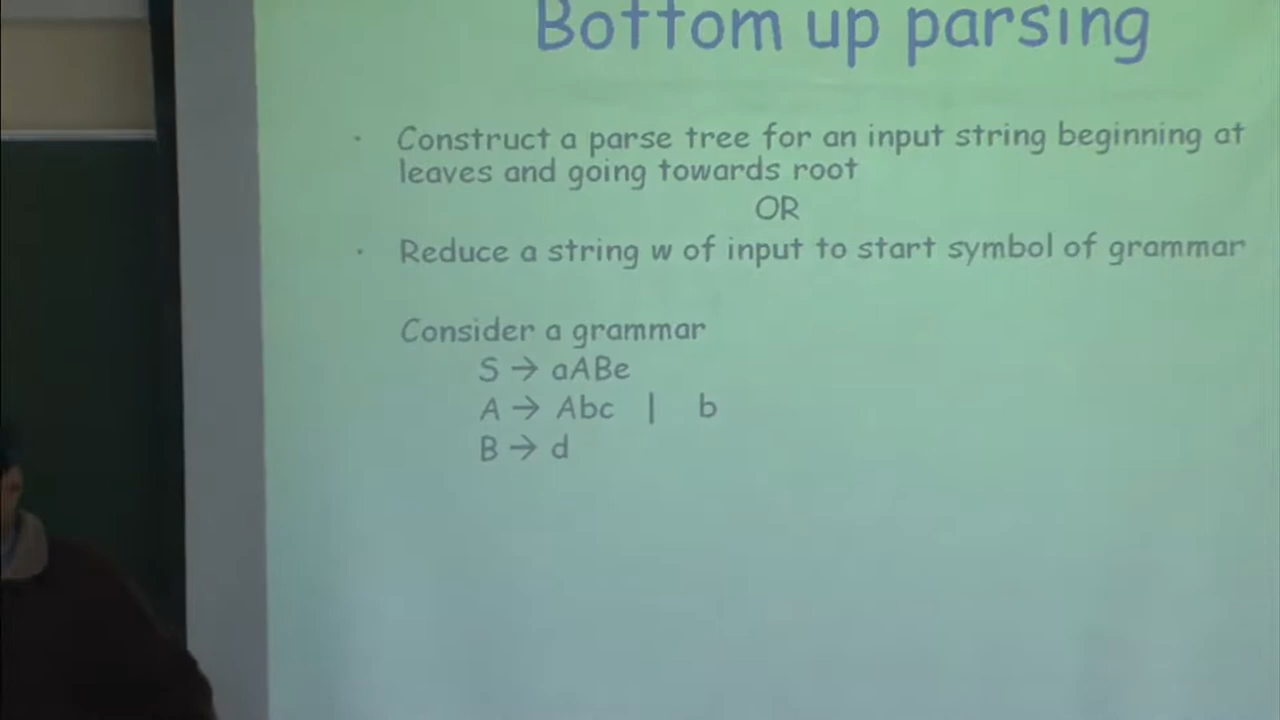 Bottom up parsing
· Construct a parse tree for an input string beginning at
leaves and going towards root
OR
· Reduce a string w of input to start symbol of grammar
Consider a grammar
S → aABe
A → Abc | b
B → d